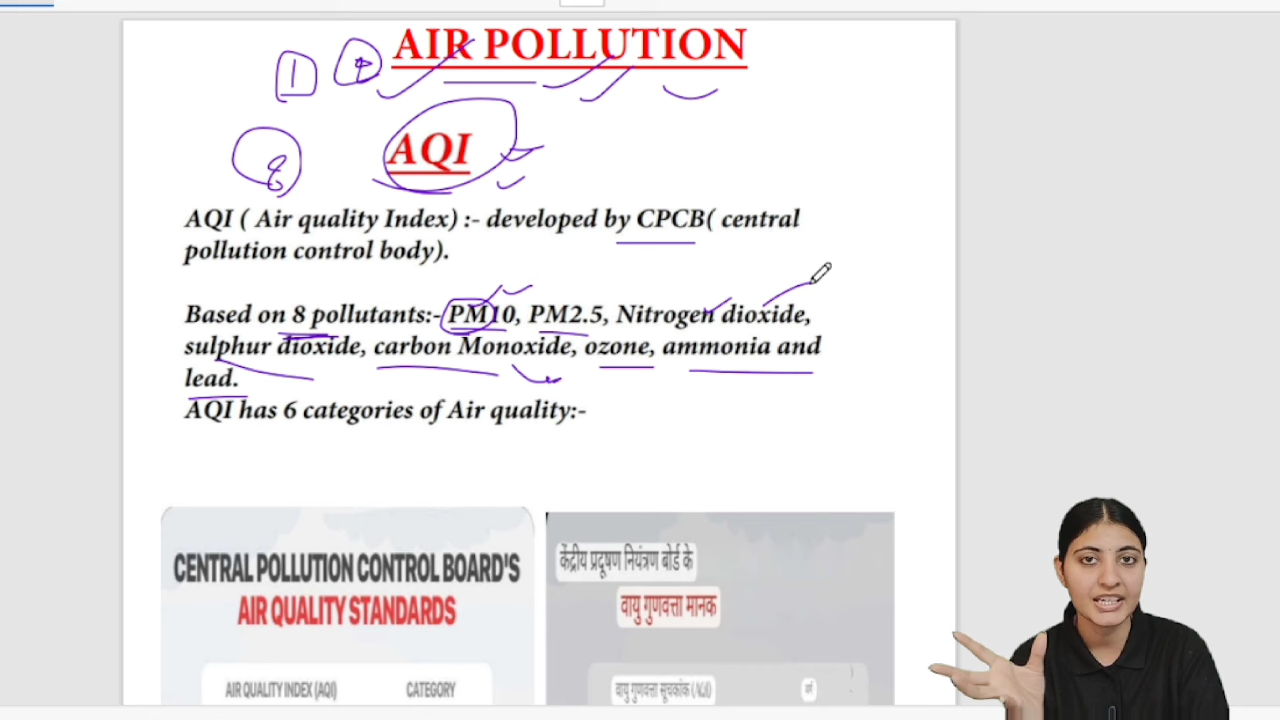 AIR POLLUTION
1
AQI
8
AQI ( Air quality Index) :- developed by CPCB( central
pollution control body).
Based on 8 pollutants:- PM10, PM2.5, Nitrogen dioxide,
sulphur dioxide, carbon Monoxide, ozone, ammonia and
lead.
AQI has 6 categories of Air quality:-
CENTRAL POLLUTION CONTROL BOARD'S
AIR QUALITY STANDARDS
AIR QUALITY INDEX (AQI) CATEGORY
केंद्रीय प्रदूषण नियंत्रण बोर्ड के
वायु गुणवत्ता मानक
वायु गुणवत्ता सूचकांक (AQI) वर्ग